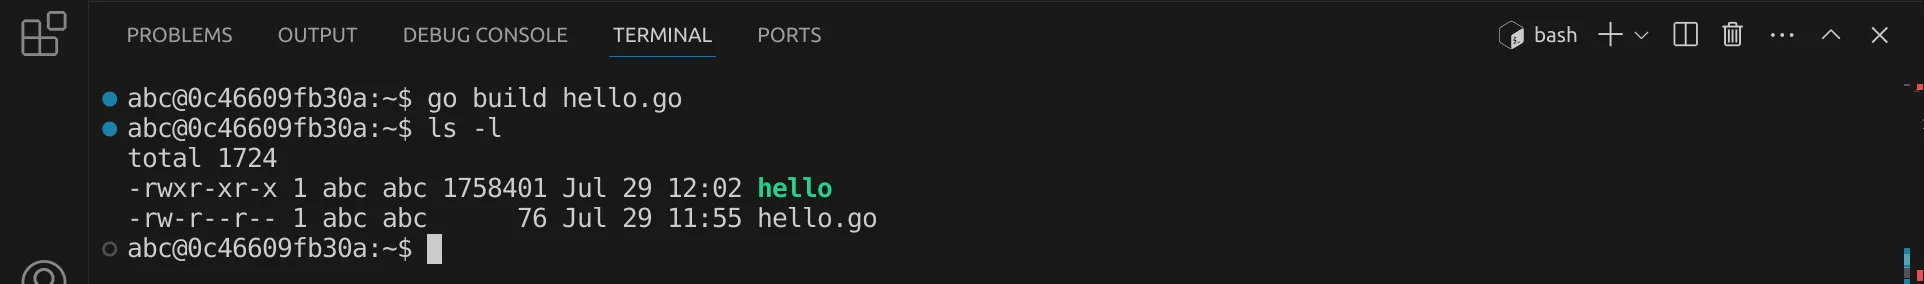 PROBLEMS OUTPUT DEBUG CONSOLE TERMINAL PORTS bash
abc@0c46609fb30a:~$ go build hello.go
abc@0c46609fb30a:~$ ls -l
total 1724
-rwxr-xr-x 1 abc abc 1758401 Jul 29 12:02 hello
-rw-r--r-- 1 abc abc      76 Jul 29 11:55 hello.go
abc@0c46609fb30a:~$